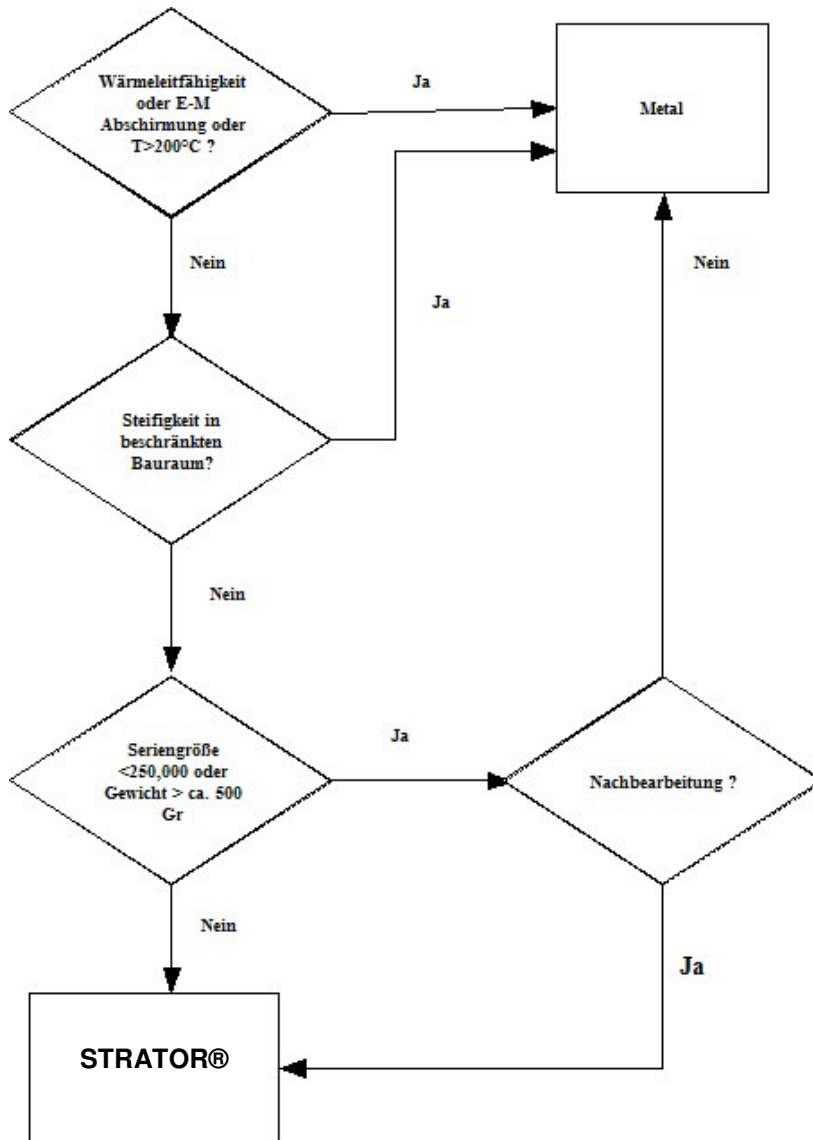 Wärmeleitfähigkeit
oder E-M
Abschirmung oder
T>200°C ?
Ja
Metal
Nein
Ja
Nein
Steifigkeit in
beschränkten
Bauraum?
Nein
Seriengröße
<250,000 oder
Gewicht > ca. 500
Gr
Ja
Nachbearbeitung ?
Nein
Ja
STRATOR®